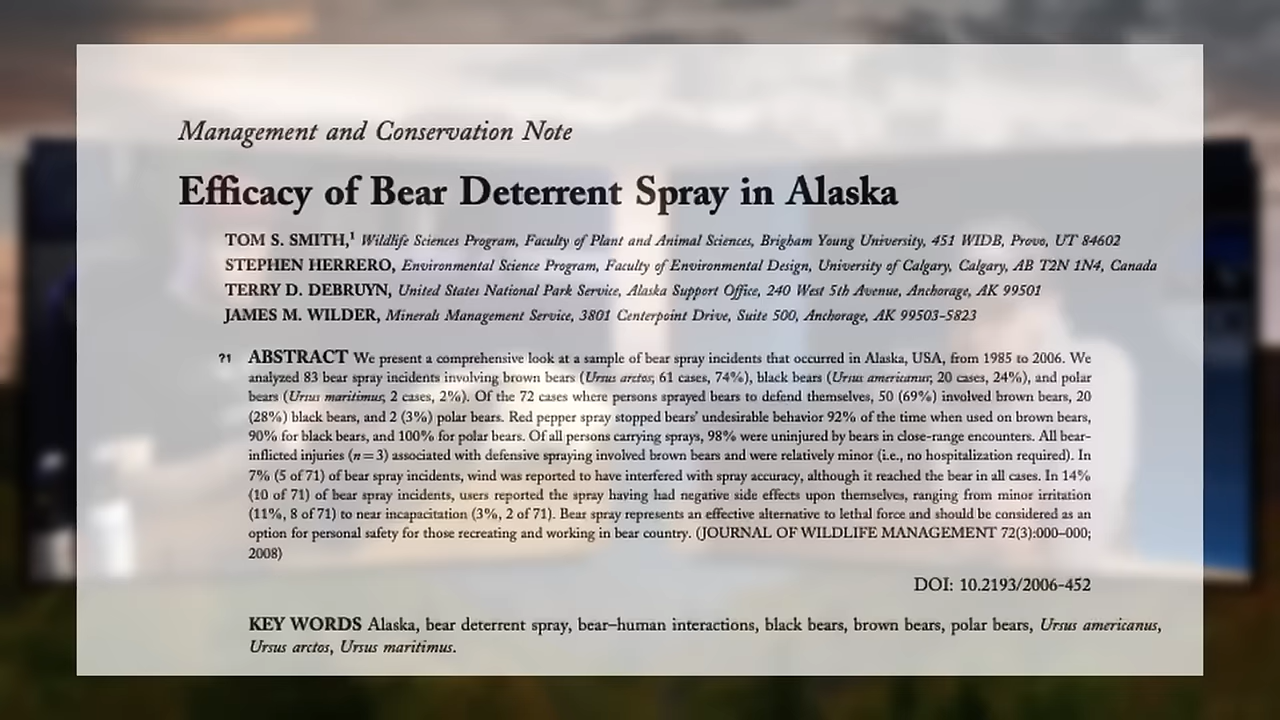 Management and Conservation Note
Efficacy of Bear Deterrent Spray in Alaska
TOM S. SMITH,¹ Wildlife Sciences Program, Faculty of Plant and Animal Sciences, Brigham Young University, 451 WIDB, Provo, UT 84602
STEPHEN HERRERO, Environmental Science Program, Faculty of Environmental Design, University of Calgary, Calgary, AB T2N 1N4, Canada
TERRY D. DEBRUYN, United States National Park Service, Alaska Support Office, 240 West 5th Avenue, Anchorage, AK 99501
JAMES M. WILDER, Minerals Management Service, 3801 Centerpoint Drive, Suite 500, Anchorage, AK 99503-5823
?1 ABSTRACT We present a comprehensive look at a sample of bear spray incidents that occurred in Alaska, USA, from 1985 to 2006. We
analyzed 83 bear spray incidents involving brown bears (Ursus arctos; 61 cases, 74%), black bears (Ursus americanus; 20 cases, 24%), and polar
bears (Ursus maritimus; 2 cases, 2%). Of the 72 cases where persons sprayed bears to defend themselves, 50 (69%) involved brown bears, 20
(28%) black bears, and 2 (3%) polar bears. Red pepper spray stopped bears' undesirable behavior 92% of the time when used on brown bears,
90% for black bears, and 100% for polar bears. Of all persons carrying sprays, 98% were uninjured by bears in close-range encounters. All bear-
inflicted injuries (n=3) associated with defensive spraying involved brown bears and were relatively minor (i.e., no hospitalization required). In
7% (5 of 71) of bear spray incidents, wind was reported to have interfered with spray accuracy, although it reached the bear in all cases. In 14%
(10 of 71) of bear spray incidents, users reported the spray having had negative side effects upon themselves, ranging from minor irritation
(11%, 8 of 71) to near incapacitation (3%, 2 of 71). Bear spray represents an effective alternative to lethal force and should be considered as an
option for personal safety for those recreating and working in bear country. (JOURNAL OF WILDLIFE MANAGEMENT 72(3):000–000;
2008)
DOI: 10.2193/2006-452
KEY WORDS Alaska, bear deterrent spray, bear–human interactions, black bears, brown bears, polar bears, Ursus americanus,
Ursus arctos, Ursus maritimus.